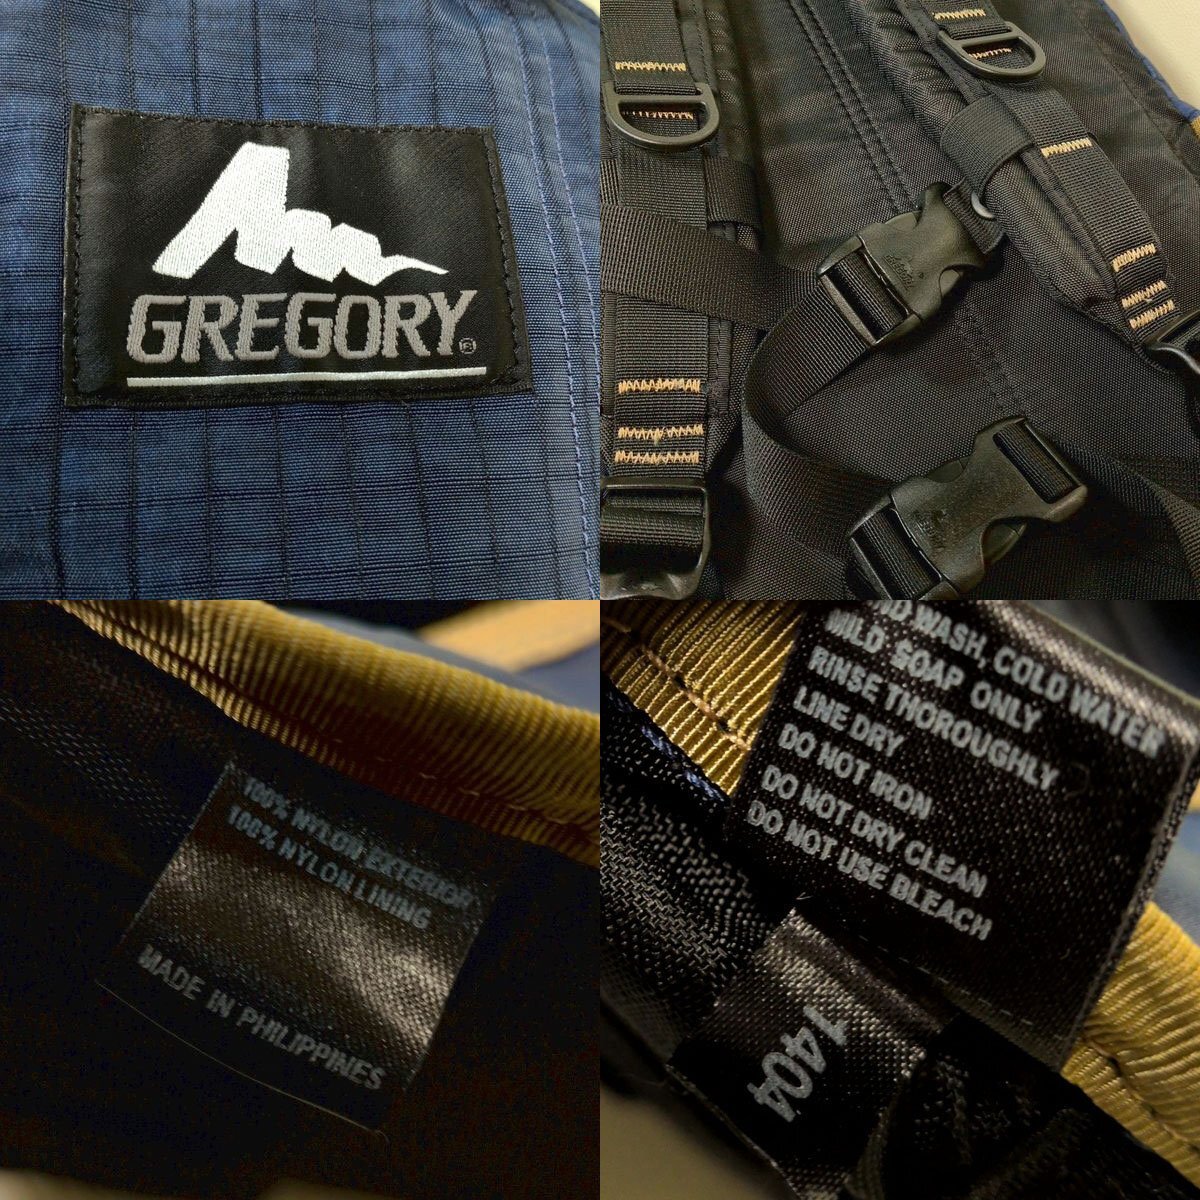 GREGORY®
100% NYLON EXTERIOR
100% NYLON LINING
MADE IN PHILIPPINES
WASH, COLD WATER
MILD SOAP ONLY
RINSE THOROUGHLY
LINE DRY
DO NOT IRON
DO NOT DRY CLEAN
DO NOT USE BLEACH
1404